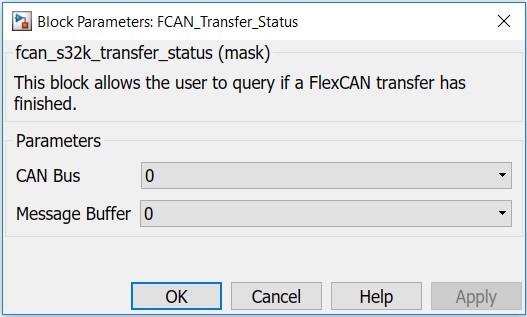 Block Parameters: FCAN_Transfer_Status
fcan_s32k_transfer_status (mask)
This block allows the user to query if a FlexCAN transfer has
finished.
Parameters
CAN Bus 0
Message Buffer 0
OK Cancel Help Apply